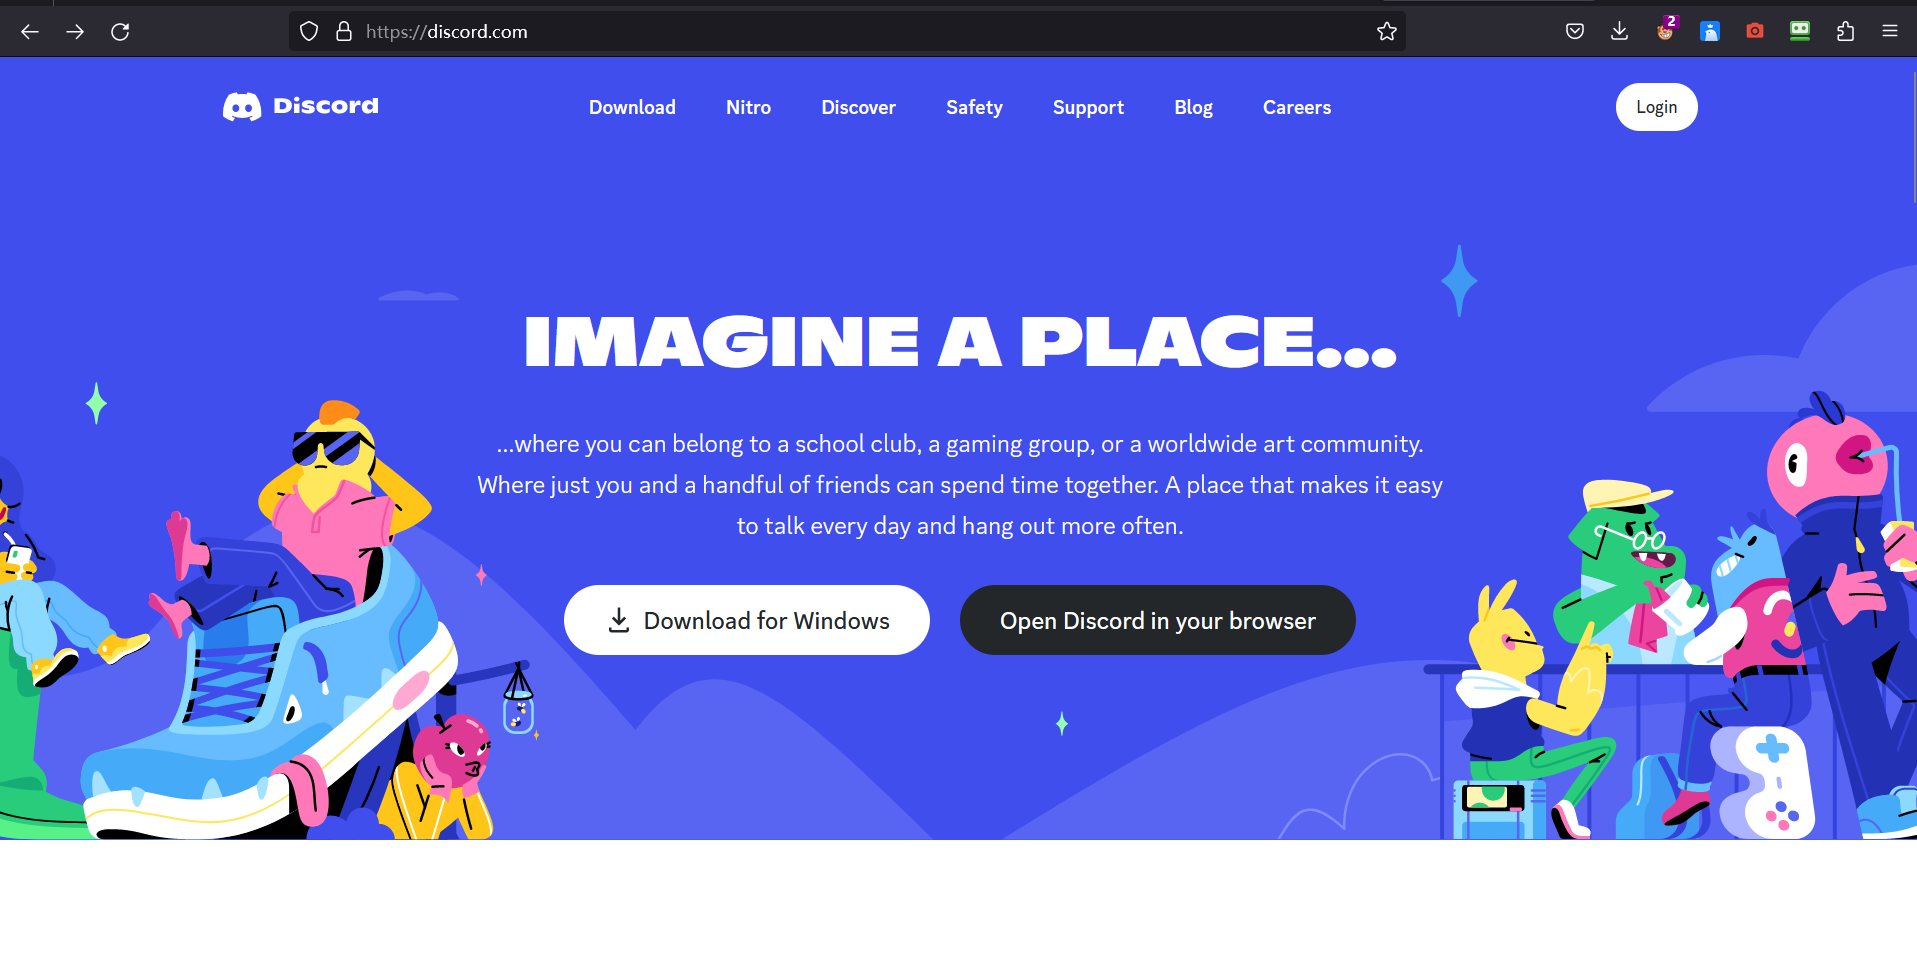 https://discord.com
2
Discord
Download Nitro Discover Safety Support Blog Careers
Login
IMAGINE A PLACE...
...where you can belong to a school club, a gaming group, or a worldwide art community.
Where just you and a handful of friends can spend time together. A place that makes it easy
to talk every day and hang out more often.
Download for Windows
Open Discord in your browser